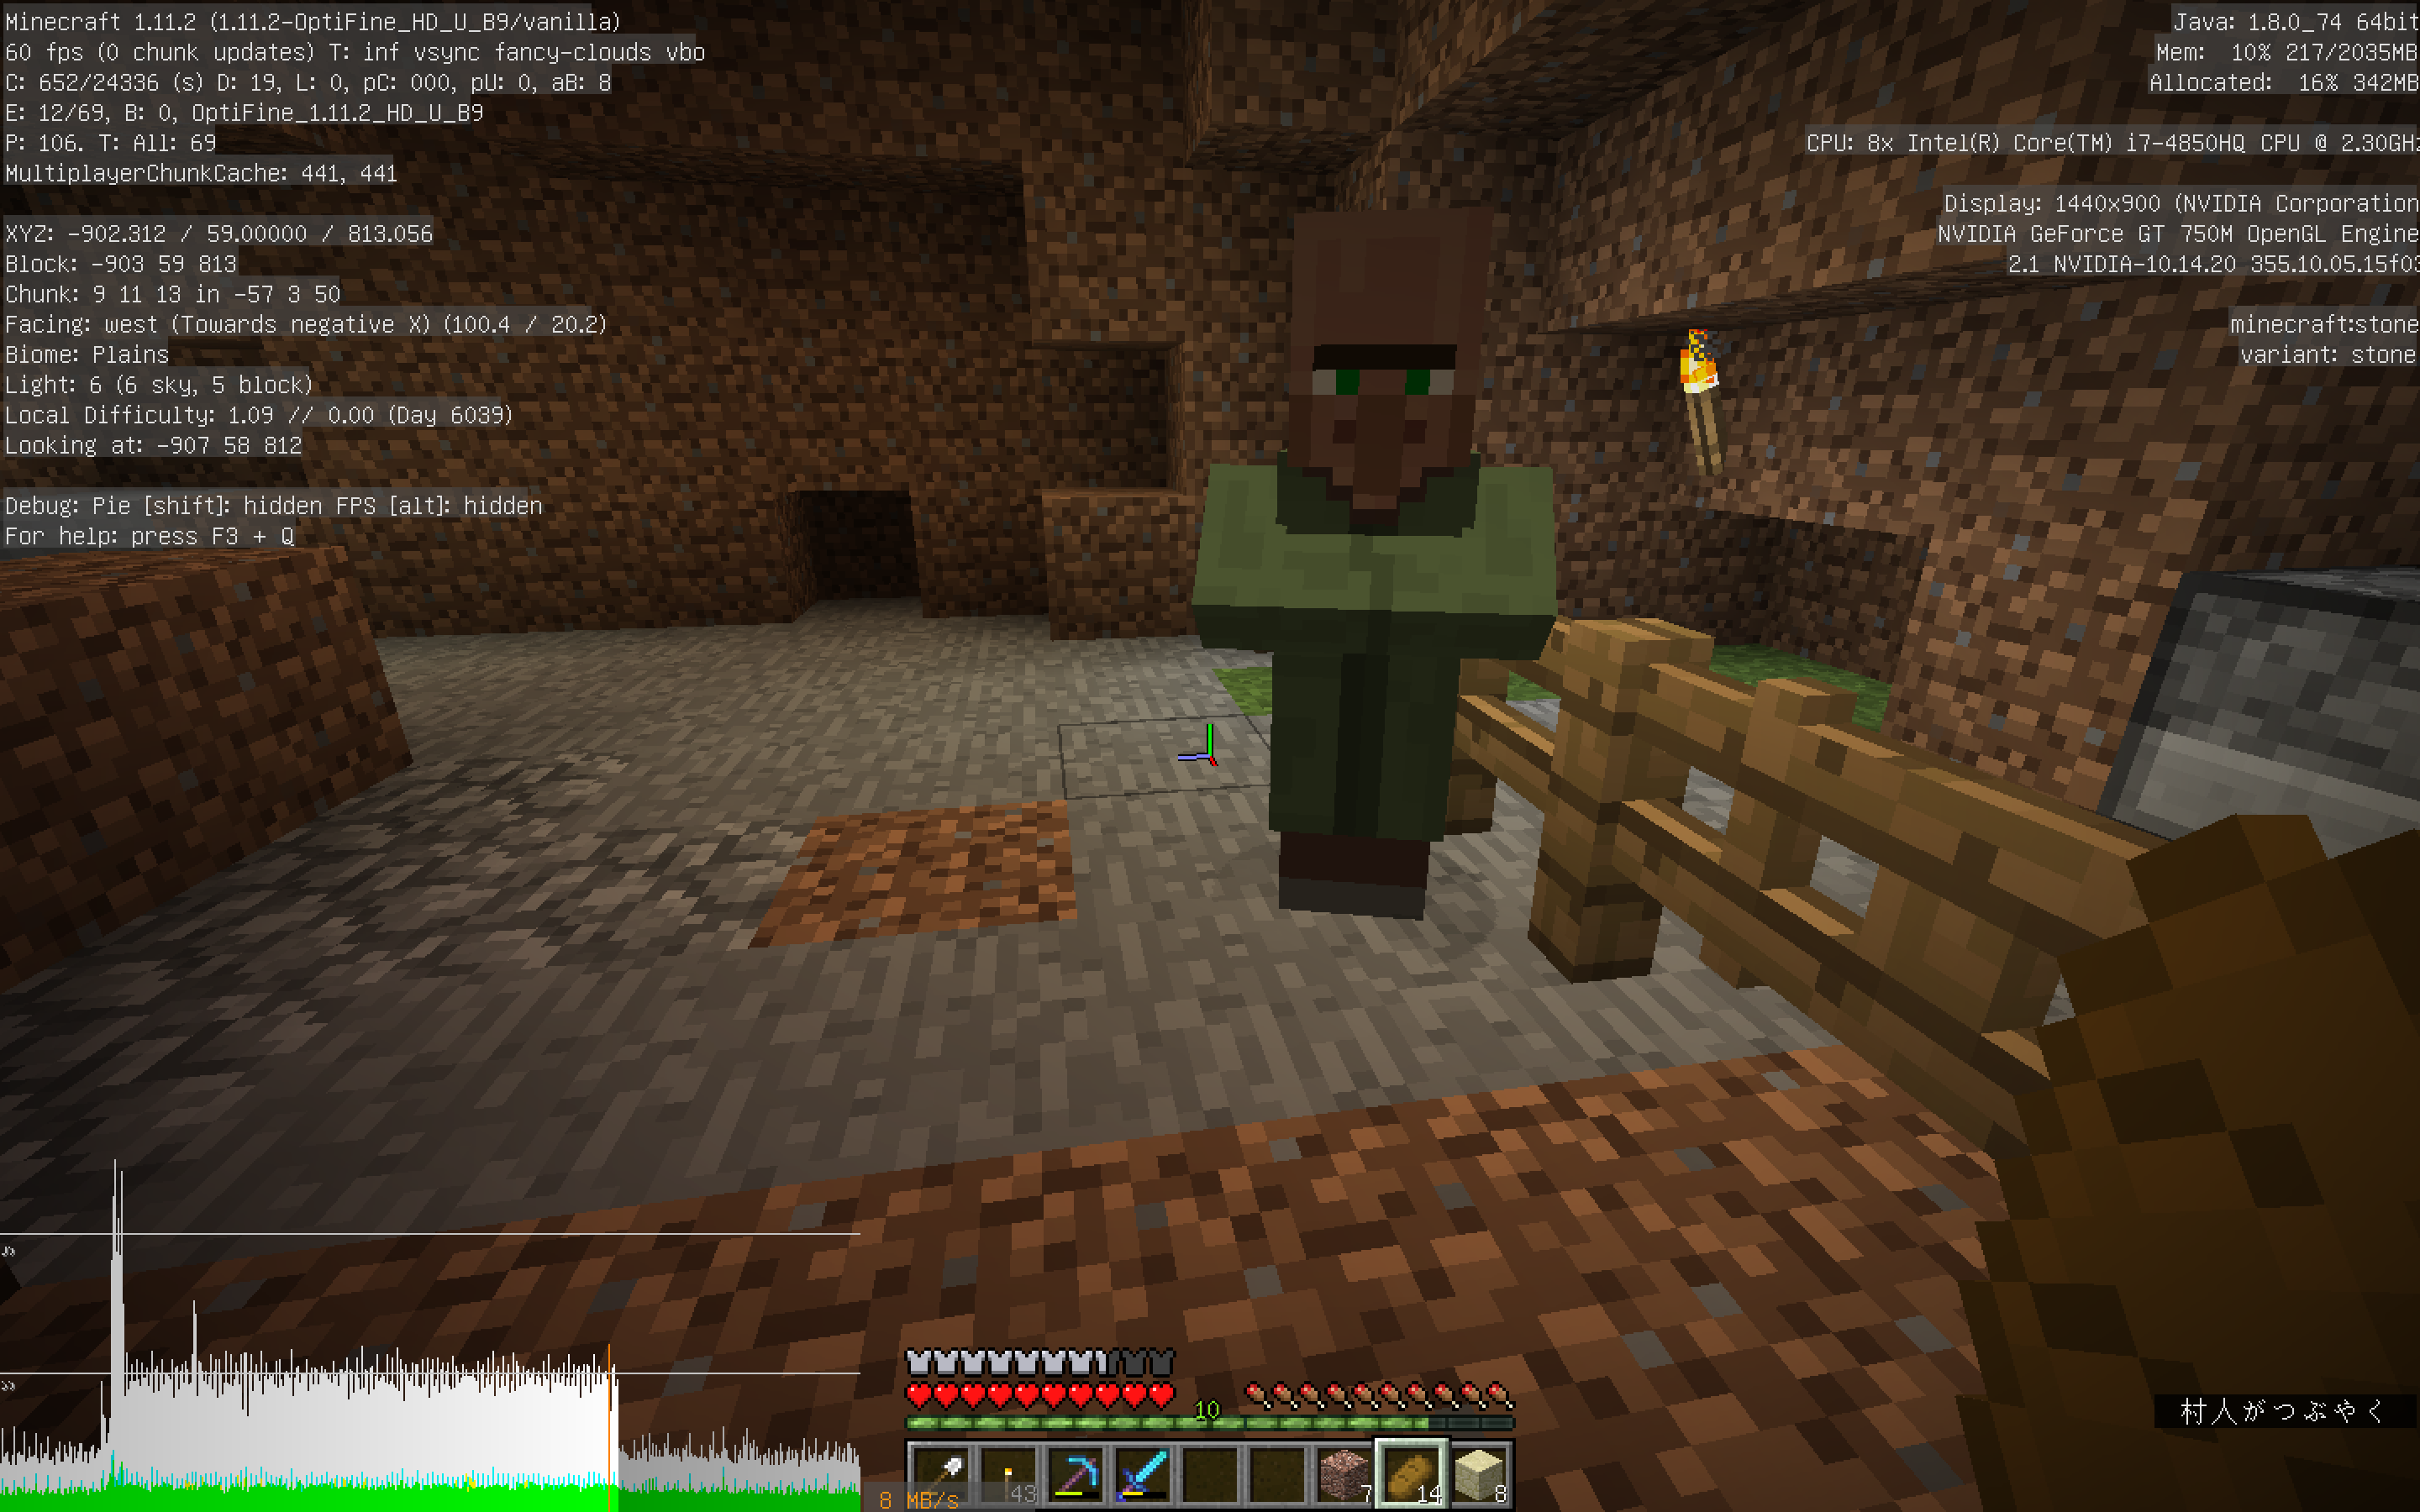 Minecraft 1.11.2 (1.11.2-OptiFine_HD_U_B9/vanilla)
60 fps (0 chunk updates) T: inf vsync fancy-clouds vbo
C: 652/24336 (s) D: 19, L: 0, pC: 000, pU: 0, aB: 8
E: 12/69, B: 0, OptiFine_1.11.2_HD_U_B9
P: 106. T: All: 69
MultiplayerChunkCache: 441, 441
XYZ: -902.312 / 59.00000 / 813.056
Block: -903 59 813
Chunk: 9 11 13 in -57 3 50
Facing: west (Towards negative X) (100.4 / 20.2)
Biome: Plains
Light: 6 (6 sky, 5 block)
Local Difficulty: 1.09 // 0.00 (Day 6039)
Looking at: -907 58 812
Debug: Pie [shift]: hidden FPS [alt]: hidden
For help: press F3 + Q
Java: 1.8.0_74 64bit
Mem: 10% 217/2035MB
Allocated: 16% 342MB
CPU: 8x Intel(R) Core(TM) i7-4850HQ CPU @ 2.30GHz
Display: 1440x900 (NVIDIA Corporation
NVIDIA GeForce GT 750M OpenGL Engine
2.1 NVIDIA-10.14.20 355.10.05.15f03
minecraft:stone
variant: stone
村人がつぶやく
10
43
7
14
8
8 MB/s